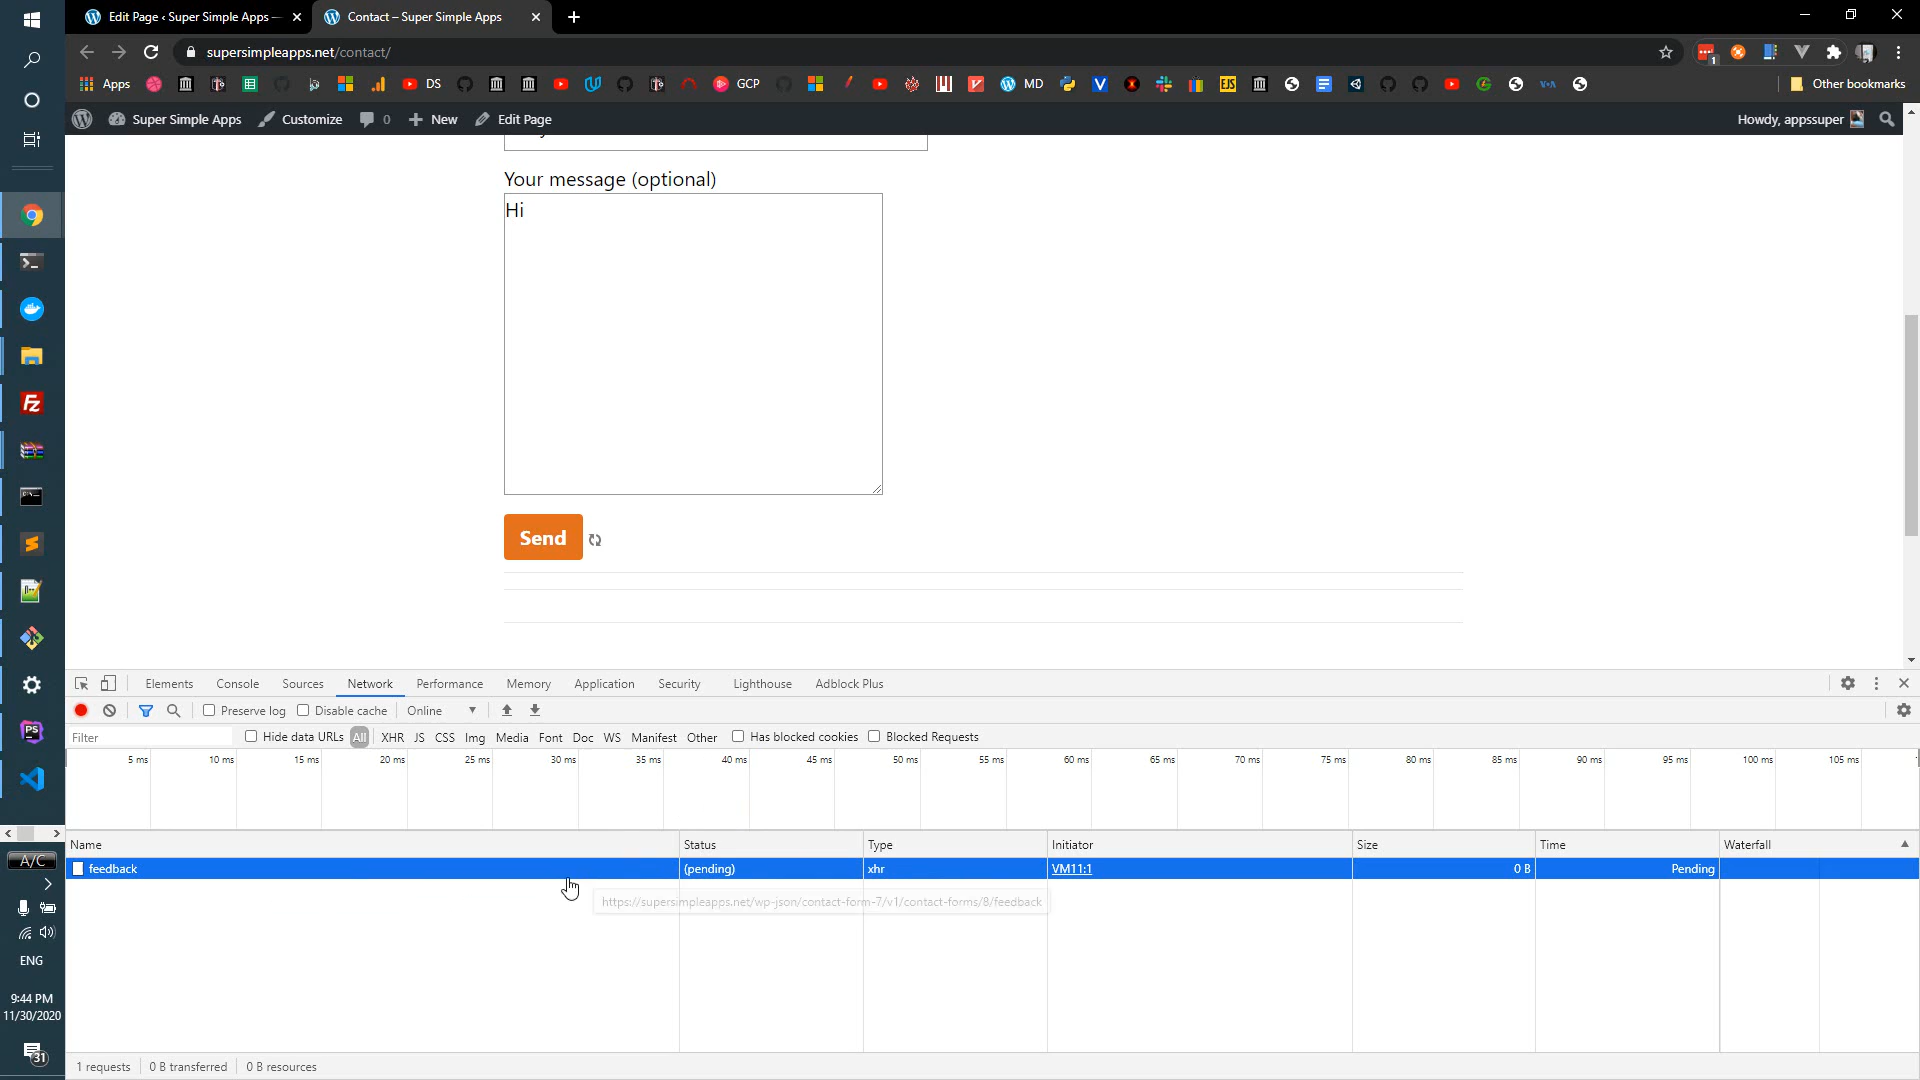 Edit Page ‹ Super Simple Apps —
Contact – Super Simple Apps
supersimpleapps.net/contact/
1
Apps
DS
GCP
MD
EJS
Other bookmarks
Super Simple Apps
Customize
0
New
Edit Page
Howdy, appssuper
Your message (optional)
Hi
Send
Elements
Console
Sources
Network
Performance
Memory
Application
Security
Lighthouse
Adblock Plus
Preserve log
Disable cache
Online
Filter
Hide data URLs
All
XHR
JS
CSS
Img
Media
Font
Doc
WS
Manifest
Other
Has blocked cookies
Blocked Requests
5 ms
10 ms
15 ms
20 ms
25 ms
30 ms
35 ms
40 ms
45 ms
50 ms
55 ms
60 ms
65 ms
70 ms
75 ms
80 ms
85 ms
90 ms
95 ms
100 ms
105 ms
Name
Status
Type
Initiator
Size
Time
Waterfall
feedback
(pending)
xhr
VM11:1
0 B
Pending
https://supersimpleapps.net/wp-json/contact-form-7/v1/contact-forms/8/feedback
1 requests
0 B transferred
0 B resources
Fz
PS
A/C
ENG
9:44 PM
11/30/2020
31